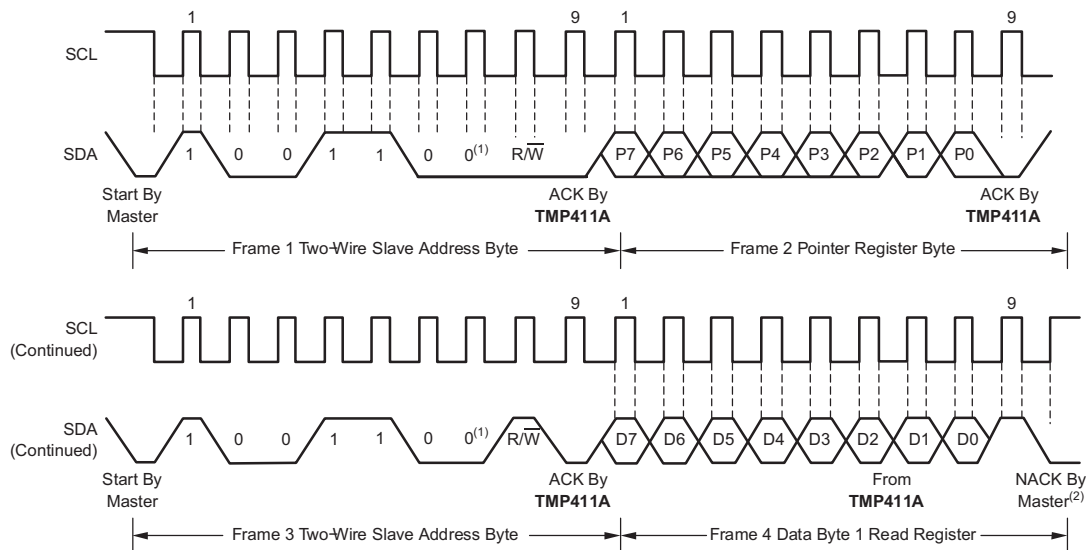 1 9 1 9
SCL
SDA 1 0 0 1 1 0 0(1) R/W̅ P7 P6 P5 P4 P3 P2 P1 P0
Start By Master
ACK By TMP411A
ACK By TMP411A
Frame 1 Two-Wire Slave Address Byte
Frame 2 Pointer Register Byte
1 9 1 9
SCL (Continued)
SDA (Continued) 1 0 0 1 1 0 0(1) R/W̅ D7 D6 D5 D4 D3 D2 D1 D0
Start By Master
ACK By TMP411A
From TMP411A
NACK By Master(2)
Frame 3 Two-Wire Slave Address Byte
Frame 4 Data Byte 1 Read Register